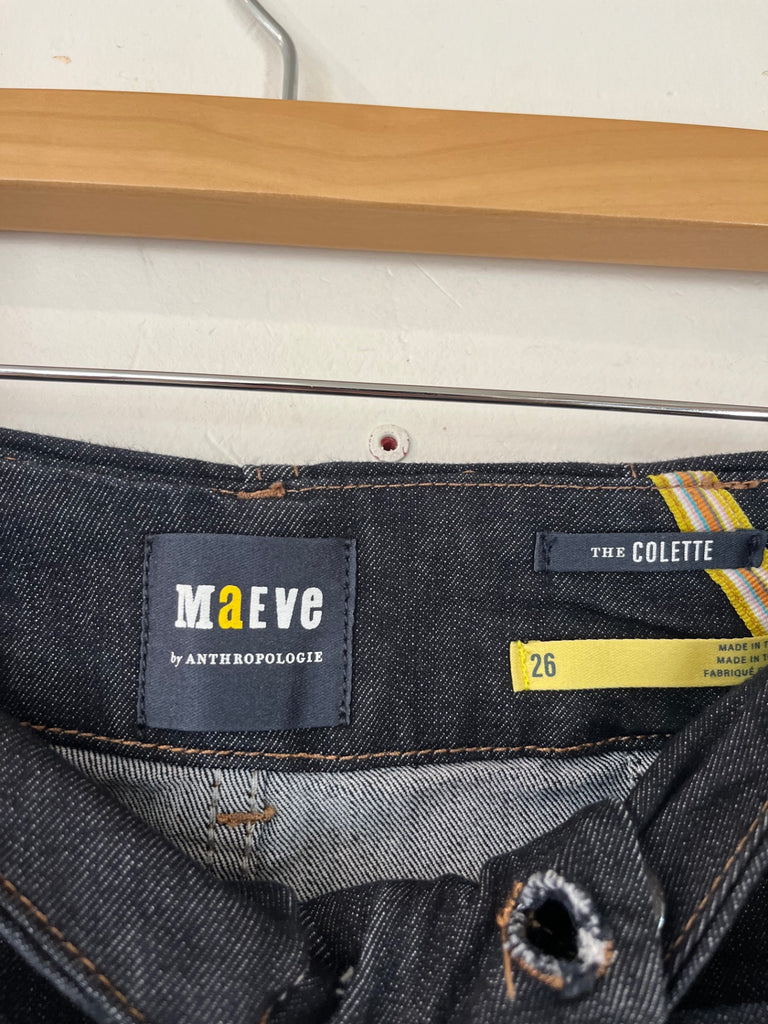 MaEVe
by ANTHROPOLOGIE
THE COLETTE
26
MADE IN
MADE IN
FABRIQUÉ